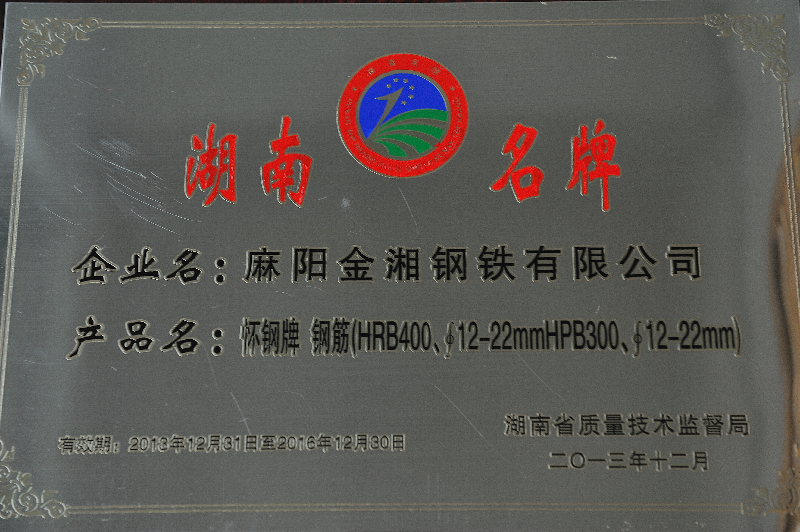 湖南 名牌
企业名：麻阳金湘钢铁有限公司
产品名：怀钢牌 钢筋(HRB400、∮12-22mmHPB300、∮12-22mm)
有效期：2013年12月31日至2016年12月30日
湖南省质量技术监督局
二〇一三年十二月